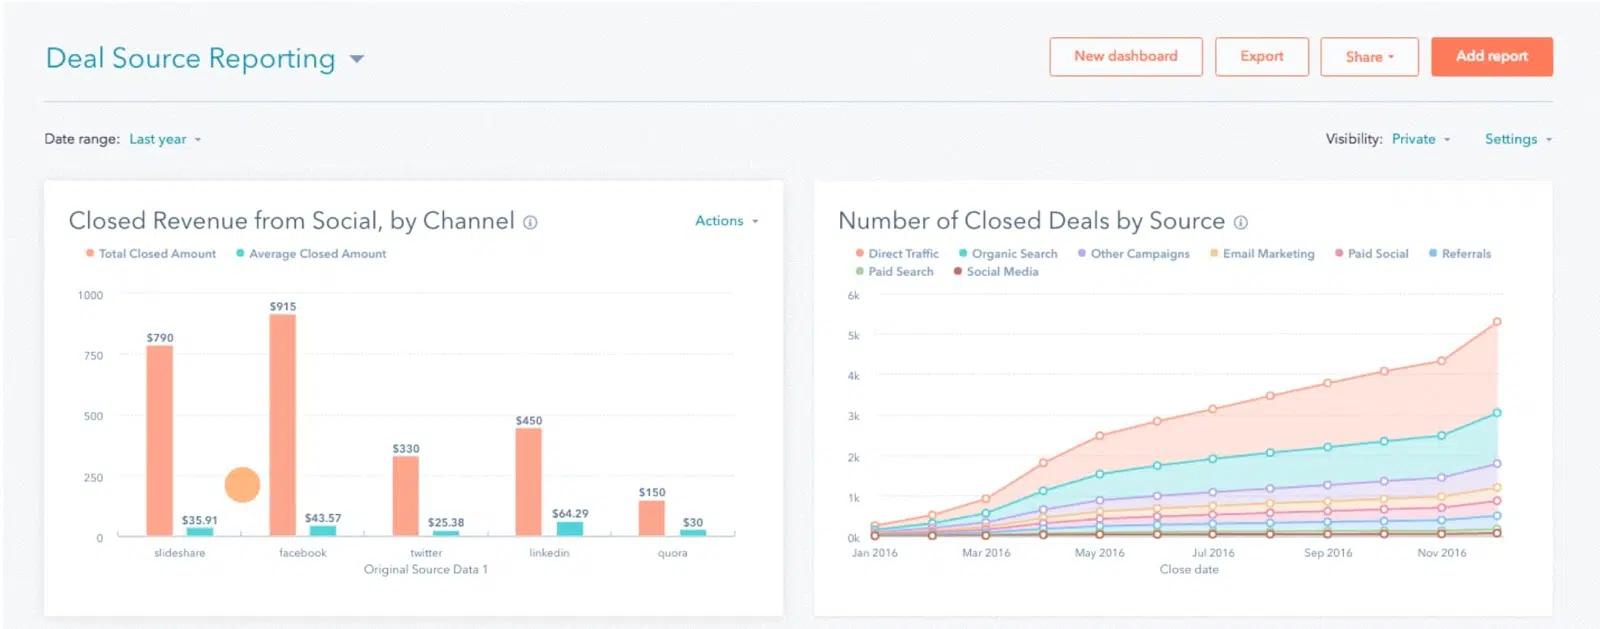 Deal Source Reporting
New dashboard
Export
Share
Add report
Date range: Last year
Visibility: Private
Settings
Closed Revenue from Social, by Channel
Actions
Total Closed Amount
Average Closed Amount
1000
750
500
250
0
$790
$35.91
$915
$43.57
$330
$25.38
$450
$64.29
$150
$30
slideshare
facebook
twitter
linkedin
quora
Original Source Data 1
Number of Closed Deals by Source
Direct Traffic
Organic Search
Other Campaigns
Email Marketing
Paid Social
Referrals
Paid Search
Social Media
6k
5k
4k
3k
2k
1k
0k
Jan 2016
Mar 2016
May 2016
Jul 2016
Sep 2016
Nov 2016
Close date